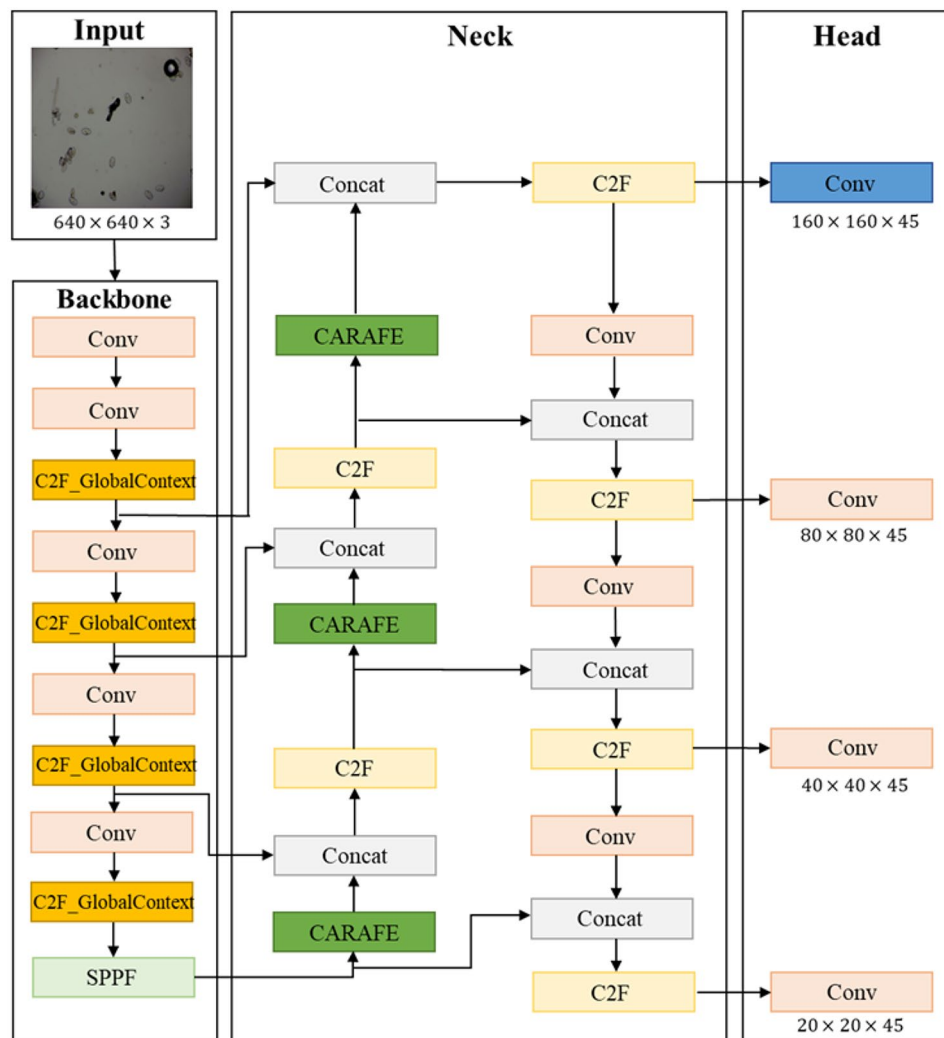 Input
640 × 640 × 3
Backbone
Conv
Conv
C2F_GlobalContext
Conv
C2F_GlobalContext
Conv
C2F_GlobalContext
Conv
C2F_GlobalContext
SPPF
Neck
Concat
CARAFE
C2F
Concat
CARAFE
C2F
Concat
CARAFE
C2F
Conv
Concat
C2F
Conv
Concat
C2F
Conv
Concat
C2F
Head
Conv
160 × 160 × 45
Conv
80 × 80 × 45
Conv
40 × 40 × 45
Conv
20 × 20 × 45